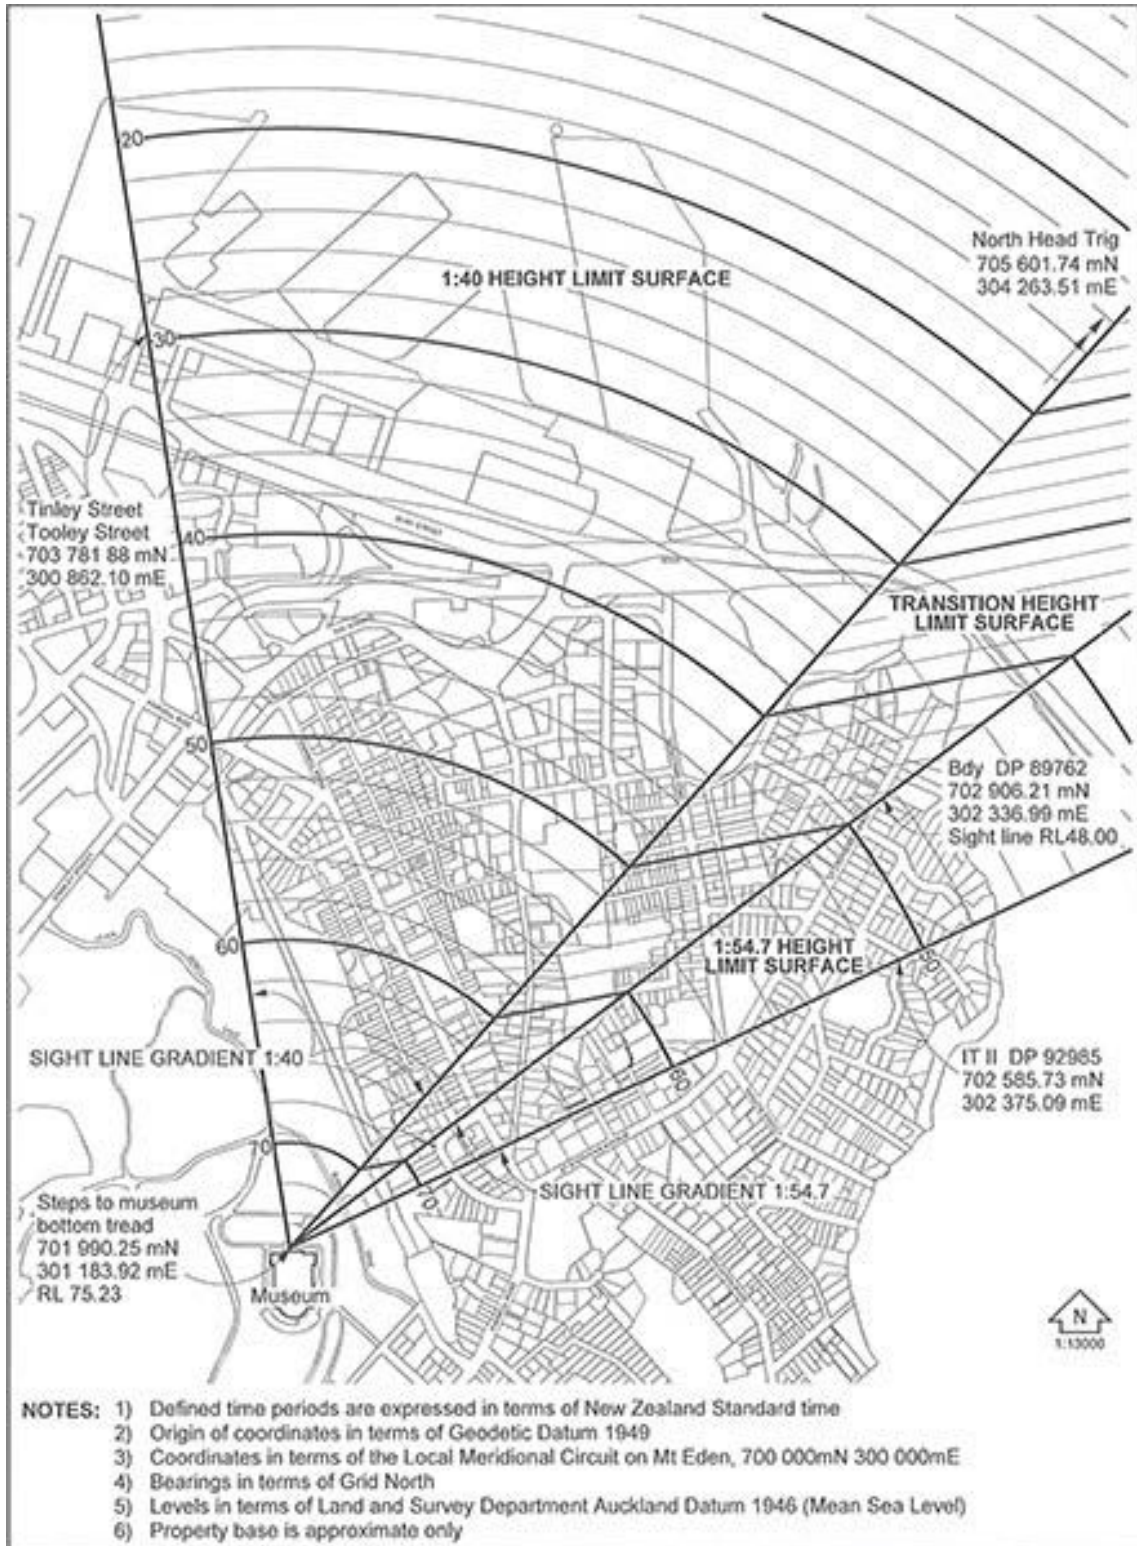 20
1:40 HEIGHT LIMIT SURFACE
North Head Trig
705 601.74 mN
304 263.51 mE
30
Tinley Street
Tooley Street
703 781 88 mN
300 862.10 mE
40
TRANSITION HEIGHT
LIMIT SURFACE
50
Bdy DP 89762
702 906.21 mN
302 336.99 mE
Sight line RL48.00
60
1:54.7 HEIGHT
LIMIT SURFACE
50
SIGHT LINE GRADIENT 1:40
60
IT II DP 92985
702 585.73 mN
302 375.09 mE
70
70
SIGHT LINE GRADIENT 1:54.7
Steps to museum
bottom tread
701 990.25 mN
301 183.92 mE
RL 75.23
Museum
N
1:13000
NOTES: 1) Defined time periods are expressed in terms of New Zealand Standard time
2) Origin of coordinates in terms of Geodetic Datum 1949
3) Coordinates in terms of the Local Meridional Circuit on Mt Eden, 700 000mN 300 000mE
4) Bearings in terms of Grid North
5) Levels in terms of Land and Survey Department Auckland Datum 1946 (Mean Sea Level)
6) Property base is approximate only